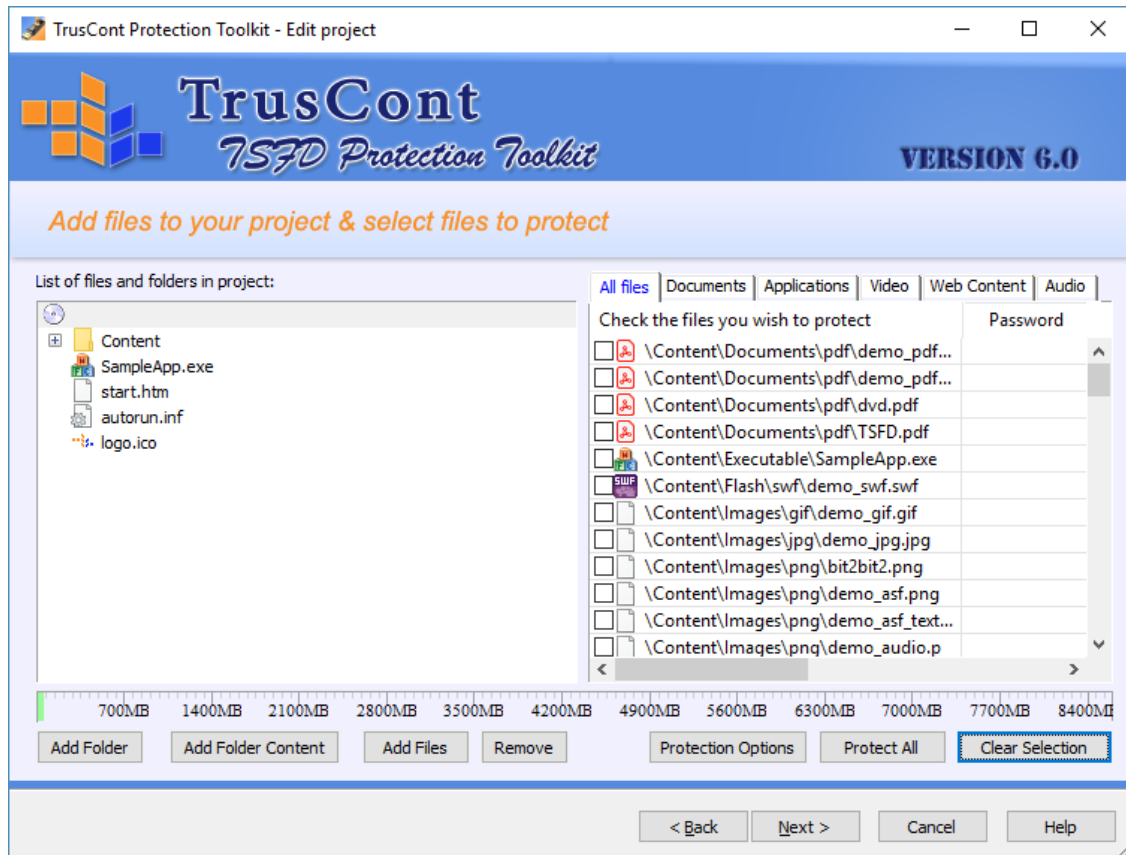 TrusCont Protection Toolkit - Edit project
TrusCont
TSFD Protection Toolkit
VERSION 6.0
Add files to your project & select files to protect
List of files and folders in project:
Content
SampleApp.exe
start.htm
autorun.inf
logo.ico
All files Documents Applications Video Web Content Audio
Check the files you wish to protect Password
\Content\Documents\pdf\demo_pdf...
\Content\Documents\pdf\demo_pdf...
\Content\Documents\pdf\dvd.pdf
\Content\Documents\pdf\TSFD.pdf
\Content\Executable\SampleApp.exe
SWF \Content\Flash\swf\demo_swf.swf
\Content\Images\gif\demo_gif.gif
\Content\Images\jpg\demo_jpg.jpg
\Content\Images\png\bit2bit2.png
\Content\Images\png\demo_asf.png
\Content\Images\png\demo_asf_text...
\Content\Images\png\demo_audio.p
700MB 1400MB 2100MB 2800MB 3500MB 4200MB 4900MB 5600MB 6300MB 7000MB 7700MB 8400MB
Add Folder Add Folder Content Add Files Remove Protection Options Protect All Clear Selection
< Back Next > Cancel Help